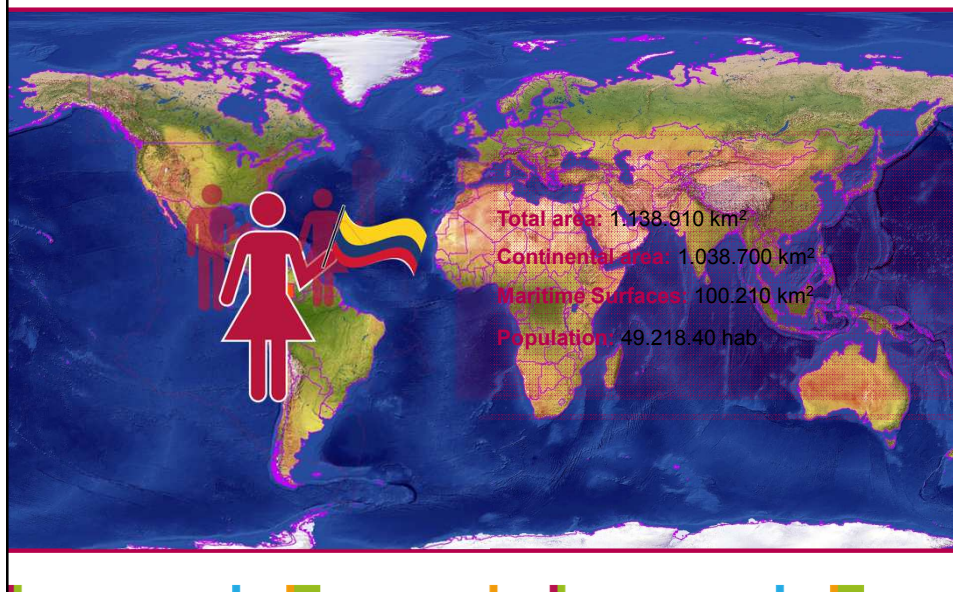 Total area: 1.138.910 km²
Continental area: 1.038.700 km²
Maritime Surfaces: 100.210 km²
Population: 49.218.40 hab